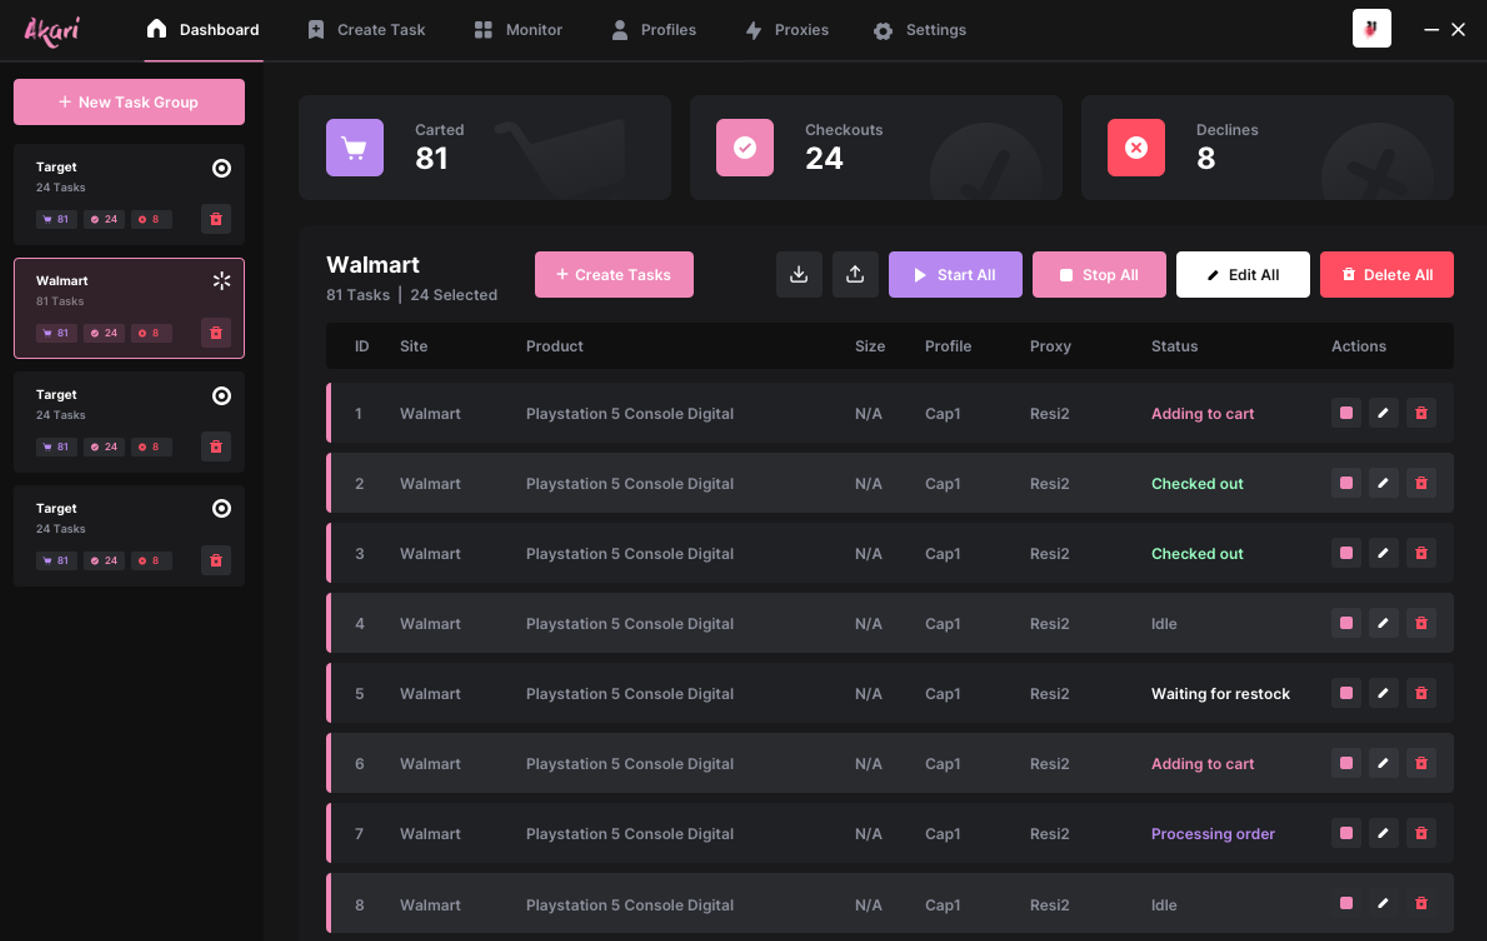 Akari
Dashboard
Create Task
Monitor
Profiles
Proxies
Settings
+ New Task Group
Target
24 Tasks
81 24 8
Walmart
81 Tasks
81 24 8
Target
24 Tasks
81 24 8
Target
24 Tasks
81 24 8
Carted
81
Checkouts
24
Declines
8
Walmart
81 Tasks | 24 Selected
+ Create Tasks
Start All
Stop All
Edit All
Delete All
ID Site Product Size Profile Proxy Status Actions
1 Walmart Playstation 5 Console Digital N/A Cap1 Resi2 Adding to cart
2 Walmart Playstation 5 Console Digital N/A Cap1 Resi2 Checked out
3 Walmart Playstation 5 Console Digital N/A Cap1 Resi2 Checked out
4 Walmart Playstation 5 Console Digital N/A Cap1 Resi2 Idle
5 Walmart Playstation 5 Console Digital N/A Cap1 Resi2 Waiting for restock
6 Walmart Playstation 5 Console Digital N/A Cap1 Resi2 Adding to cart
7 Walmart Playstation 5 Console Digital N/A Cap1 Resi2 Processing order
8 Walmart Playstation 5 Console Digital N/A Cap1 Resi2 Idle